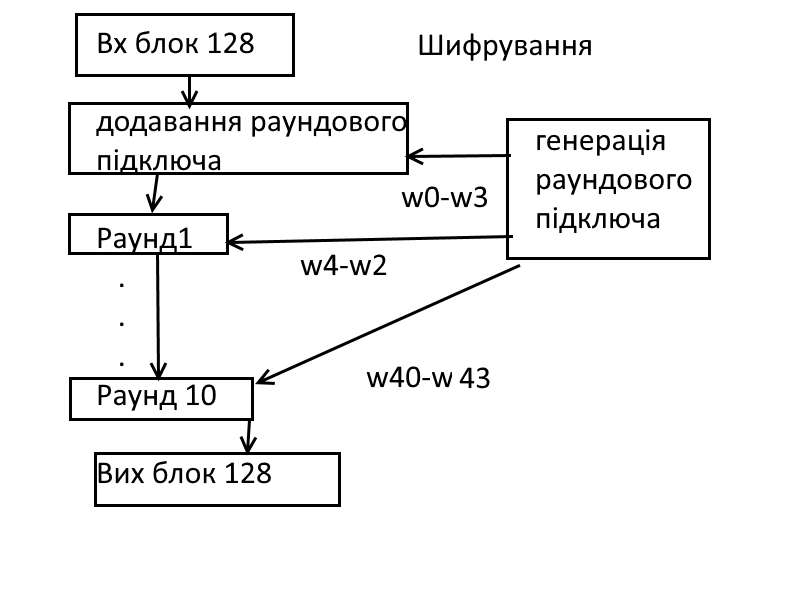 Вх блок 128
Шифрування
додавання раундового
підключа
генерація
раундового
підключа
w0-w3
Раунд1
w4-w2
.
.
.
w40-w 43
Раунд 10
Вих блок 128